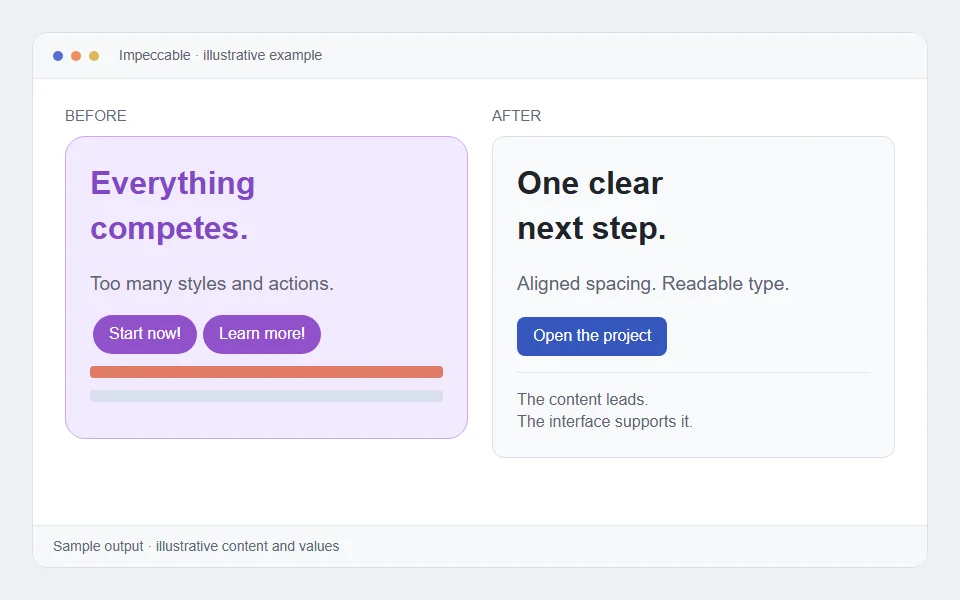 Impeccable · illustrative example
BEFORE
Everything
competes.
Too many styles and actions.
Start now!
Learn more!
AFTER
One clear
next step.
Aligned spacing. Readable type.
Open the project
The content leads.
The interface supports it.
Sample output · illustrative content and values